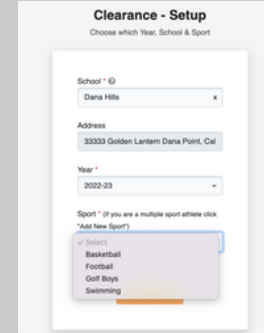 Clearance - Setup
Choose which Year, School & Sport
School *
Dana Hills x
Address
33333 Golden Lantern Dana Point, Cal
Year *
2022-23
Sport * (If you are a multiple sport athlete click
"Add New Sport")
✓ Select
Basketball
Football
Golf Boys
Swimming